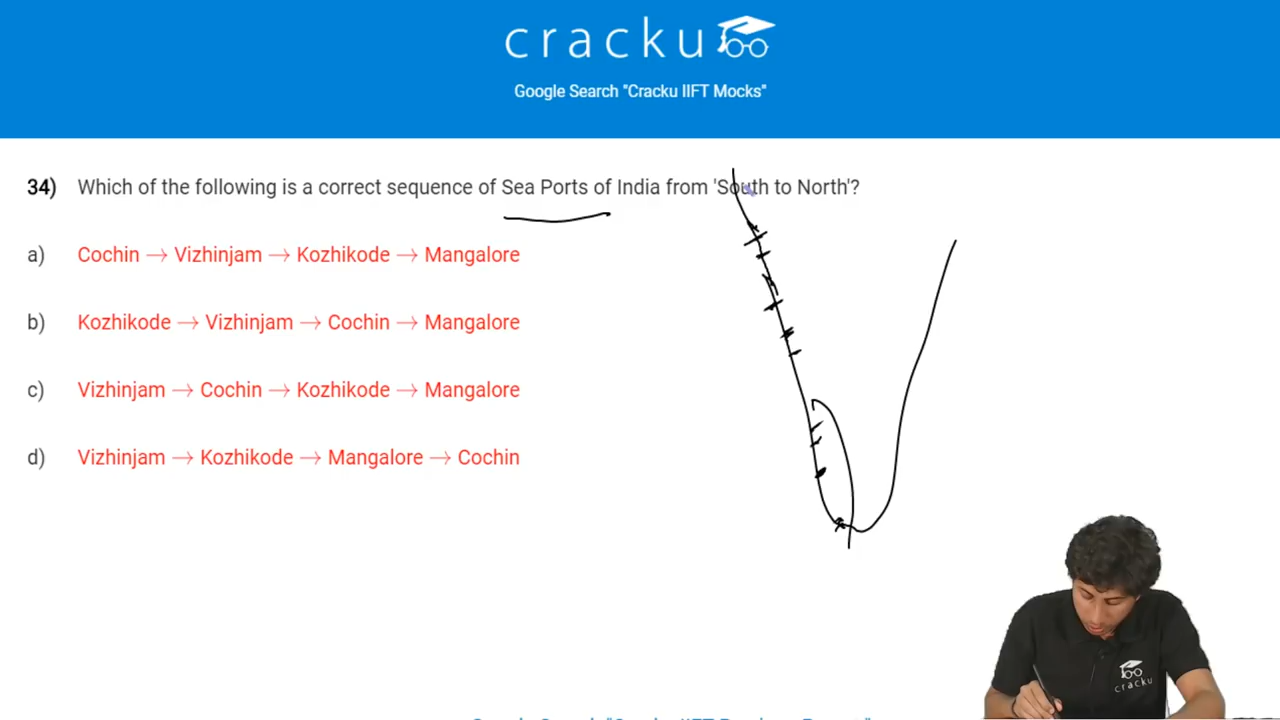 cracku
Google Search "Cracku IIFT Mocks"
34) Which of the following is a correct sequence of Sea Ports of India from 'South to North'?
a) Cochin → Vizhinjam → Kozhikode → Mangalore
b) Kozhikode → Vizhinjam → Cochin → Mangalore
c) Vizhinjam → Cochin → Kozhikode → Mangalore
d) Vizhinjam → Kozhikode → Mangalore → Cochin
cracku